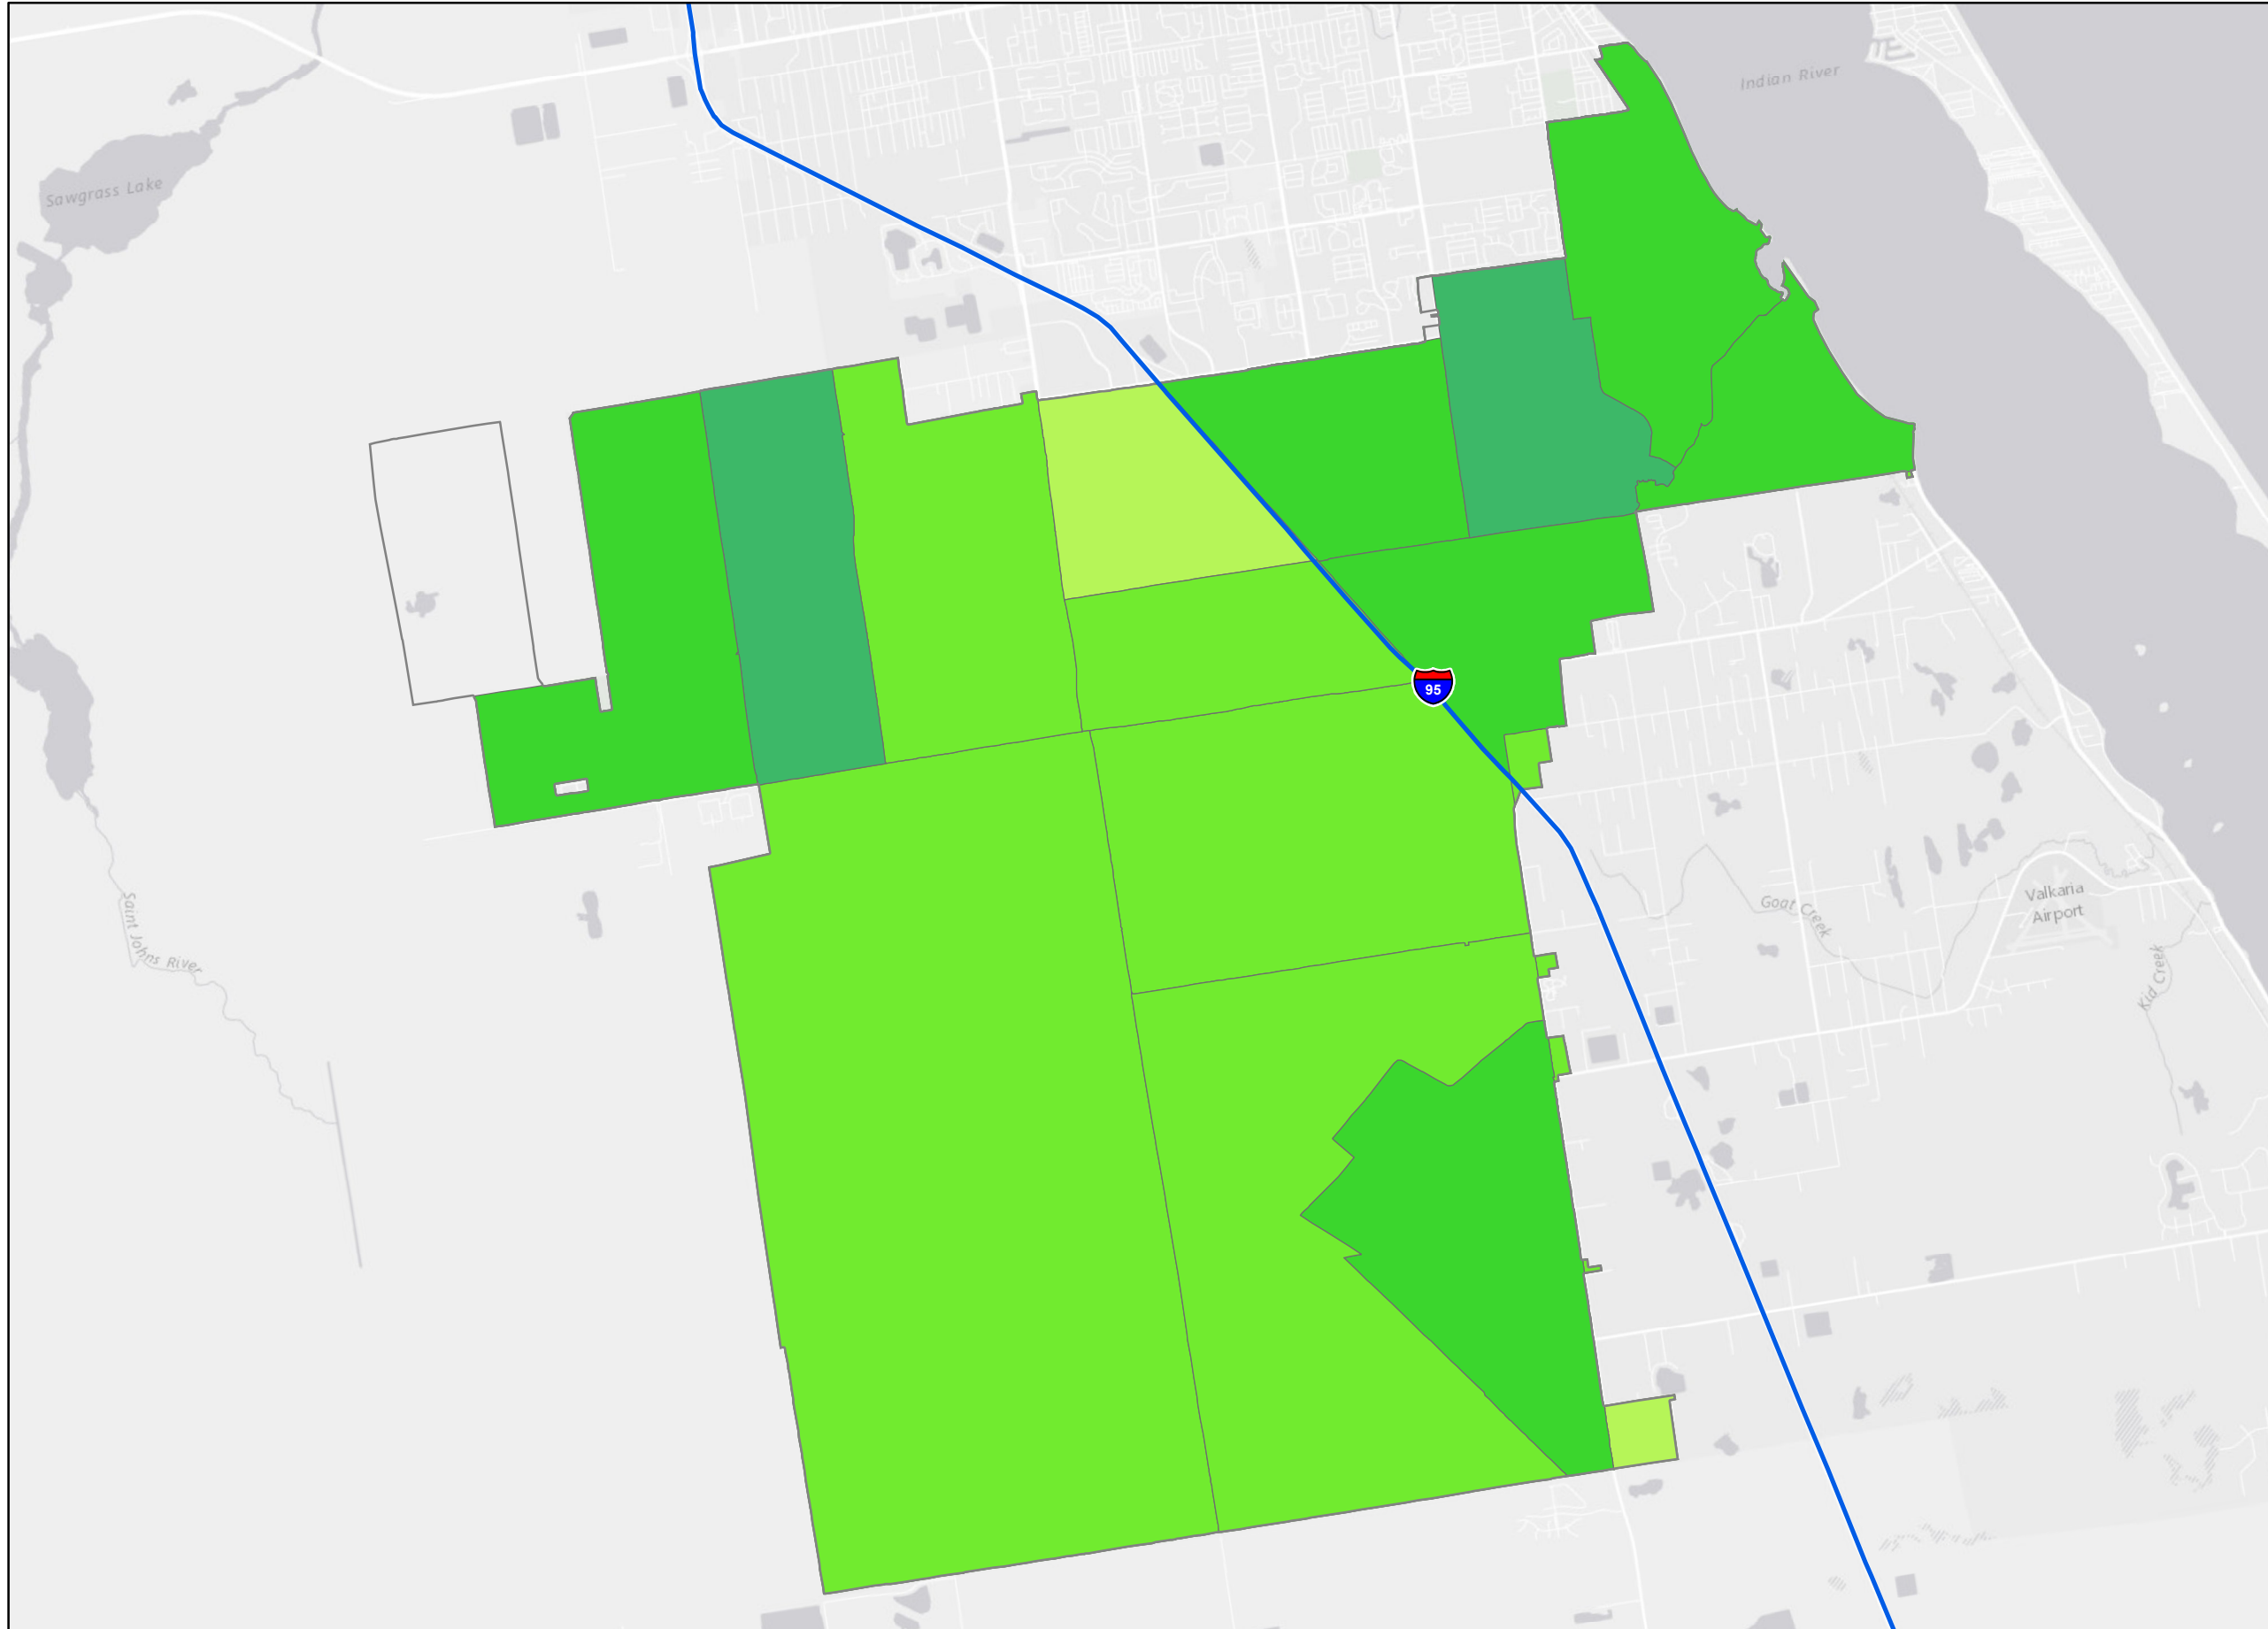 Indian River
Sawgrass Lake
95
Valkaria
Airport
Goat Creek
Saint Johns River
Kid Creek